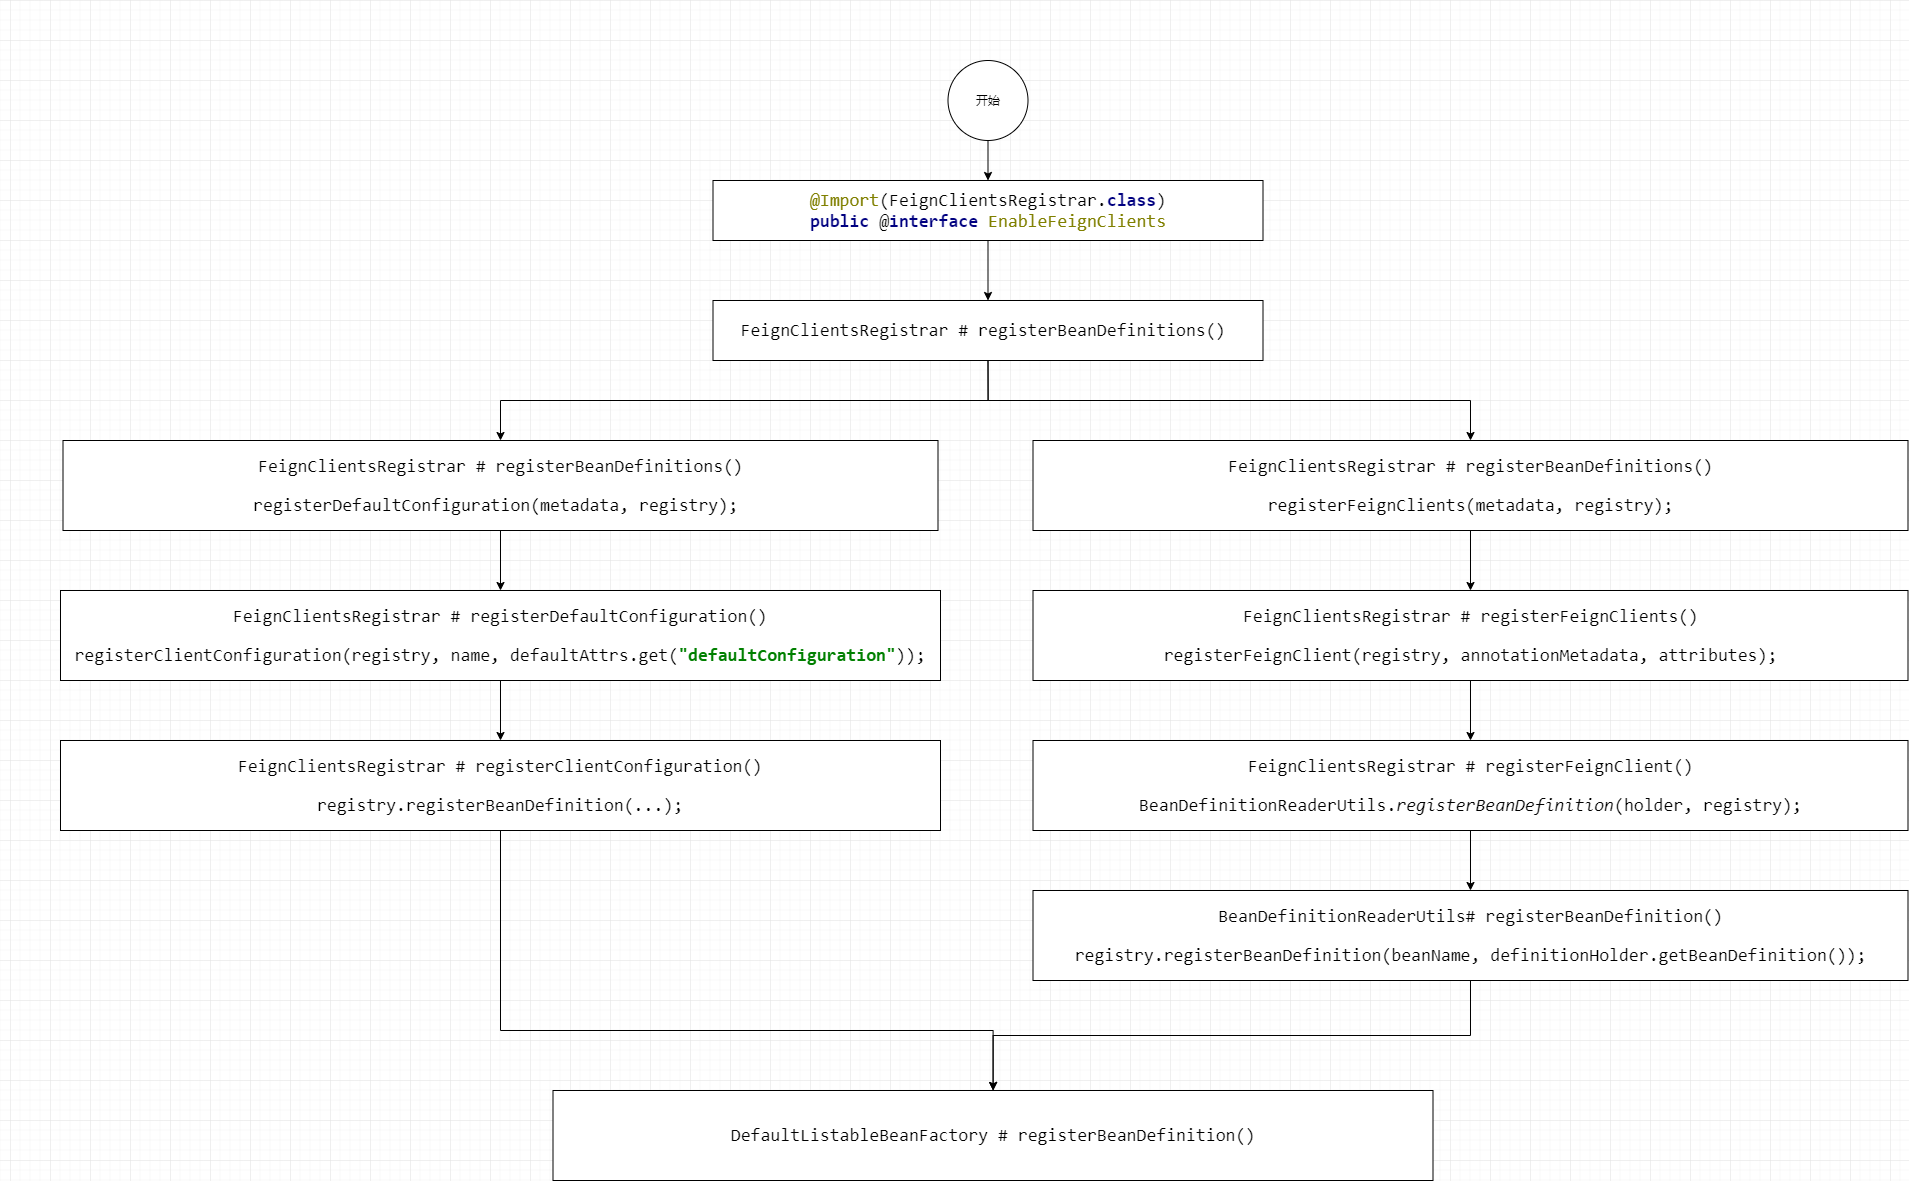 开始
@Import(FeignClientsRegistrar.class)
public @interface EnableFeignClients
FeignClientsRegistrar # registerBeanDefinitions()
FeignClientsRegistrar # registerBeanDefinitions()
registerDefaultConfiguration(metadata, registry);
FeignClientsRegistrar # registerDefaultConfiguration()
registerClientConfiguration(registry, name, defaultAttrs.get("defaultConfiguration"));
FeignClientsRegistrar # registerClientConfiguration()
registry.registerBeanDefinition(...);
FeignClientsRegistrar # registerBeanDefinitions()
registerFeignClients(metadata, registry);
FeignClientsRegistrar # registerFeignClients()
registerFeignClient(registry, annotationMetadata, attributes);
FeignClientsRegistrar # registerFeignClient()
BeanDefinitionReaderUtils.registerBeanDefinition(holder, registry);
BeanDefinitionReaderUtils# registerBeanDefinition()
registry.registerBeanDefinition(beanName, definitionHolder.getBeanDefinition());
DefaultListableBeanFactory # registerBeanDefinition()